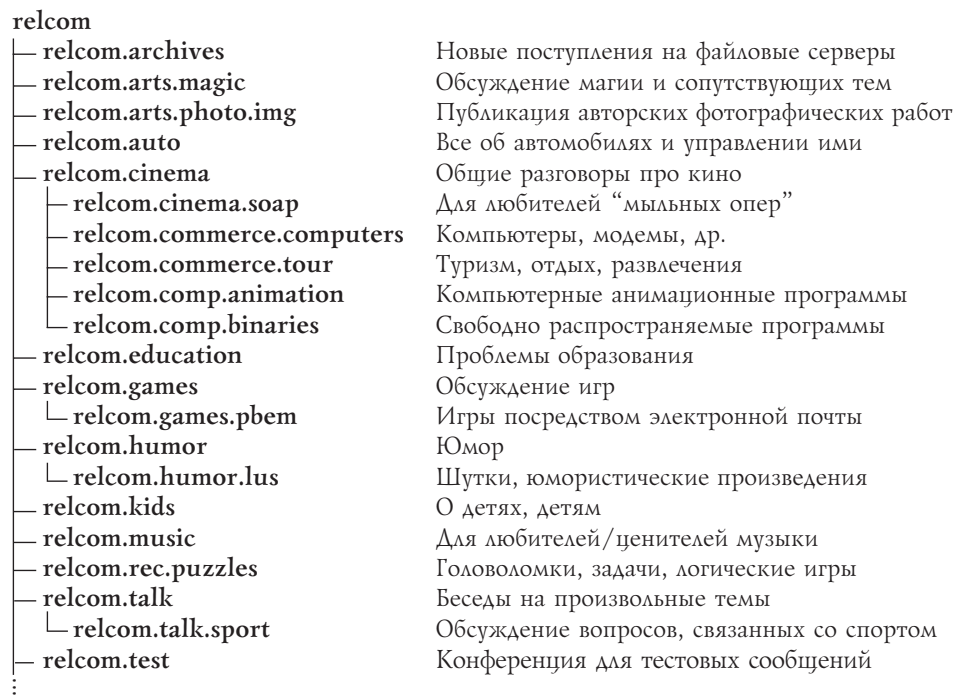 relcom
relcom.archives Новые поступления на файловые серверы
relcom.arts.magic Обсуждение магии и сопутствующих тем
relcom.arts.photo.img Публикация авторских фотографических работ
relcom.auto Все об автомобилях и управлении ими
relcom.cinema Общие разговоры про кино
relcom.cinema.soap Для любителей “мыльных опер”
relcom.commerce.computers Компьютеры, модемы, др.
relcom.commerce.tour Туризм, отдых, развлечения
relcom.comp.animation Компьютерные анимационные программы
relcom.comp.binaries Свободно распространяемые программы
relcom.education Проблемы образования
relcom.games Обсуждение игр
relcom.games.pbem Игры посредством электронной почты
relcom.humor Юмор
relcom.humor.lus Шутки, юмористические произведения
relcom.kids О детях, детям
relcom.music Для любителей/ценителей музыки
relcom.rec.puzzles Головоломки, задачи, логические игры
relcom.talk Беседы на произвольные темы
relcom.talk.sport Обсуждение вопросов, связанных со спортом
relcom.test Конференция для тестовых сообщений